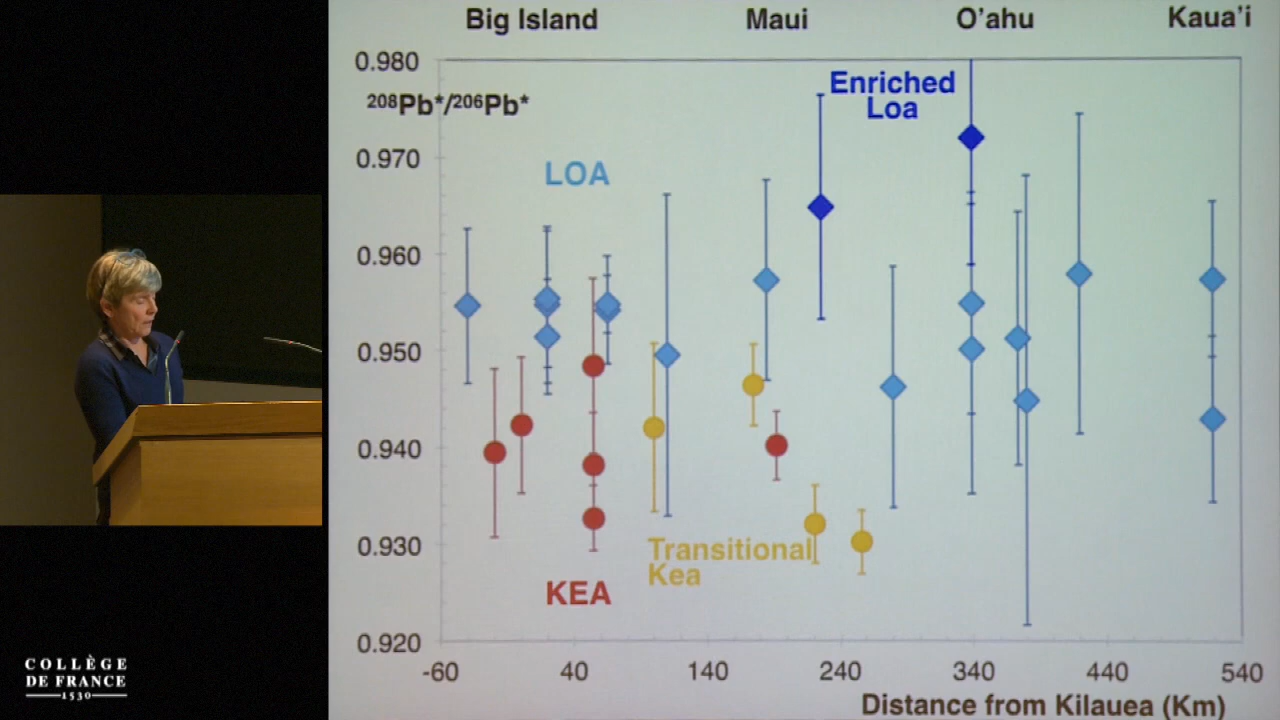 Big Island Maui O'ahu Kaua'i
0.980
208Pb*/206Pb*
Enriched
Loa
0.970
LOA
0.960
0.950
0.940
0.930
Transitional
Kea
KEA
0.920
-60 40 140 240 340 440 540
Distance from Kilauea (Km)
COLLÈGE
DE FRANCE
1530